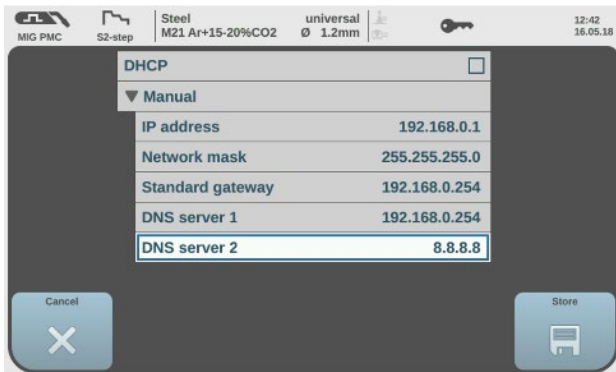 MIG PMC
S2-step
Steel universal
M21 Ar+15-20%CO2 Ø 1.2mm
12:42
16.05.18
DHCP
Manual
IP address 192.168.0.1
Network mask 255.255.255.0
Standard gateway 192.168.0.254
DNS server 1 192.168.0.254
DNS server 2 8.8.8.8
Cancel
Store